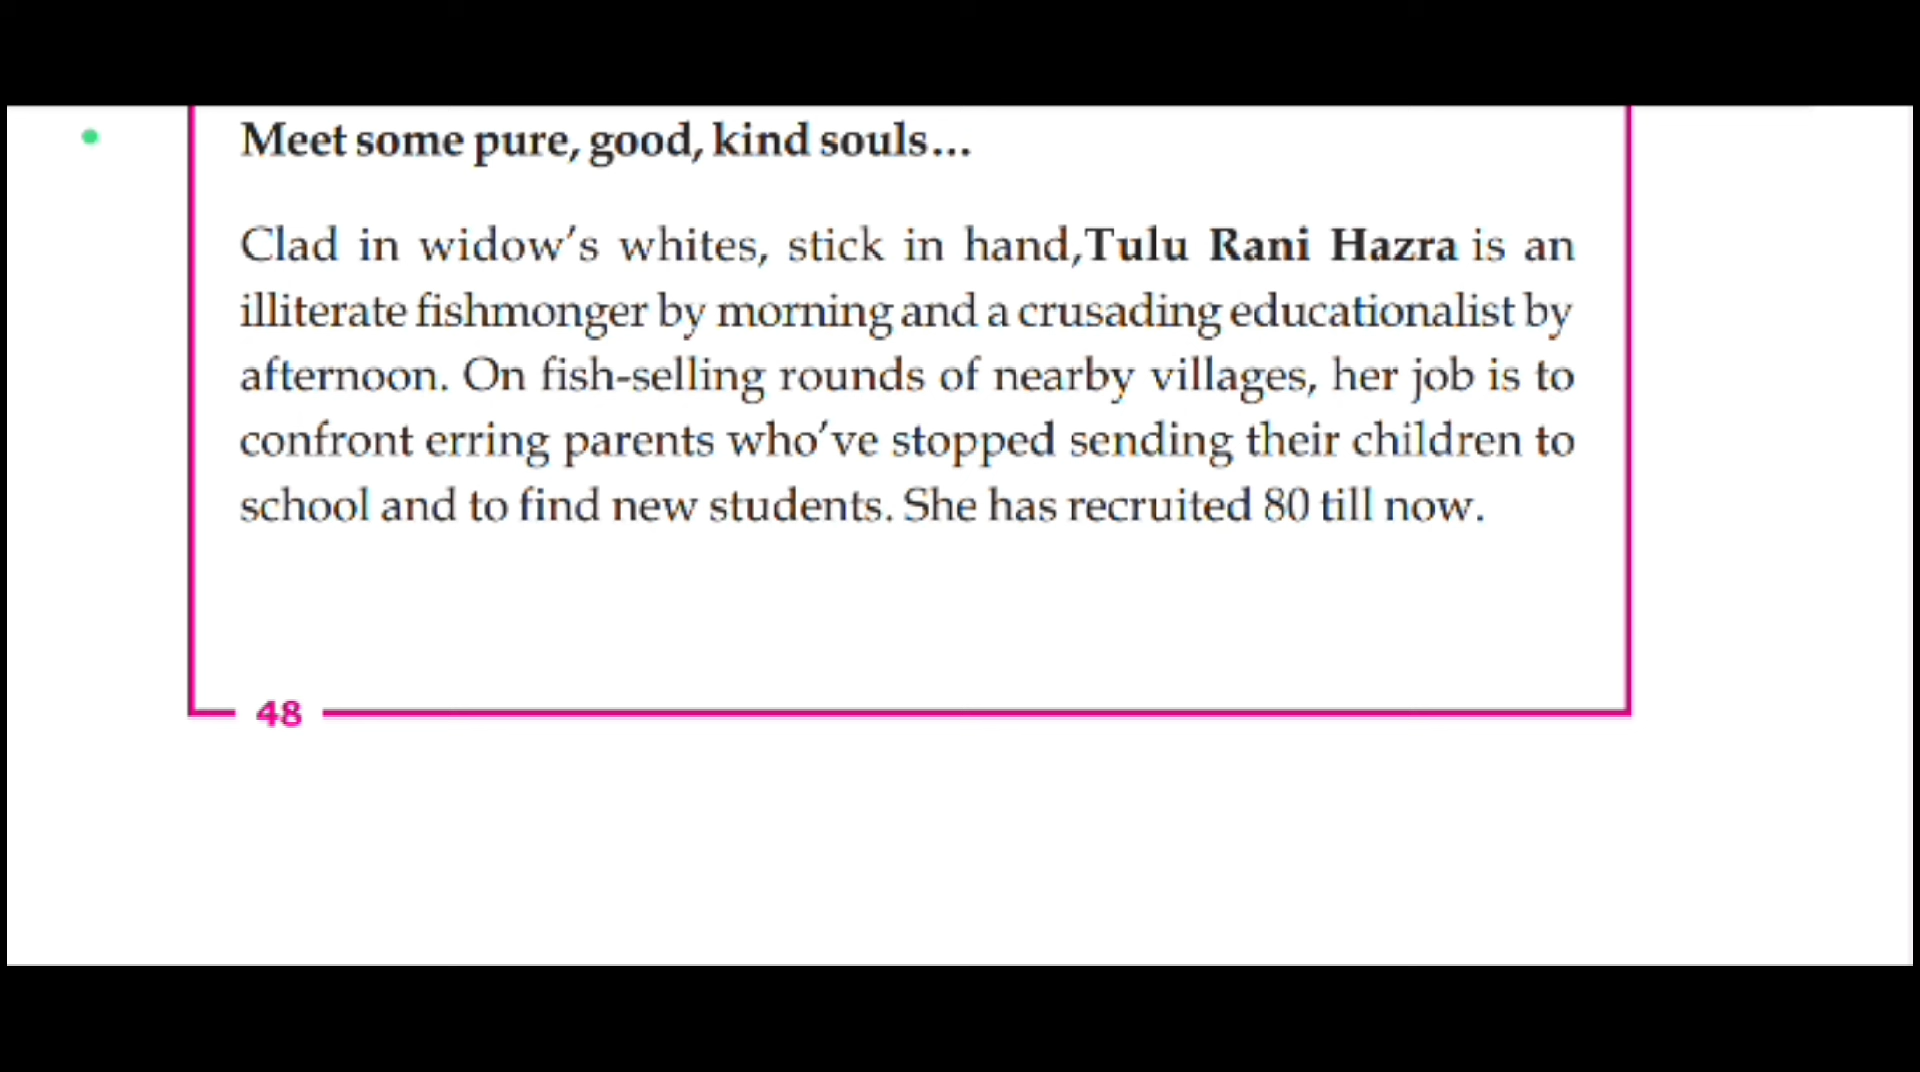 Meet some pure, good, kind souls...
Clad in widow's whites, stick in hand,Tulu Rani Hazra is an
illiterate fishmonger by morning and a crusading educationalist by
afternoon. On fish-selling rounds of nearby villages, her job is to
confront erring parents who've stopped sending their children to
school and to find new students. She has recruited 80 till now.
48